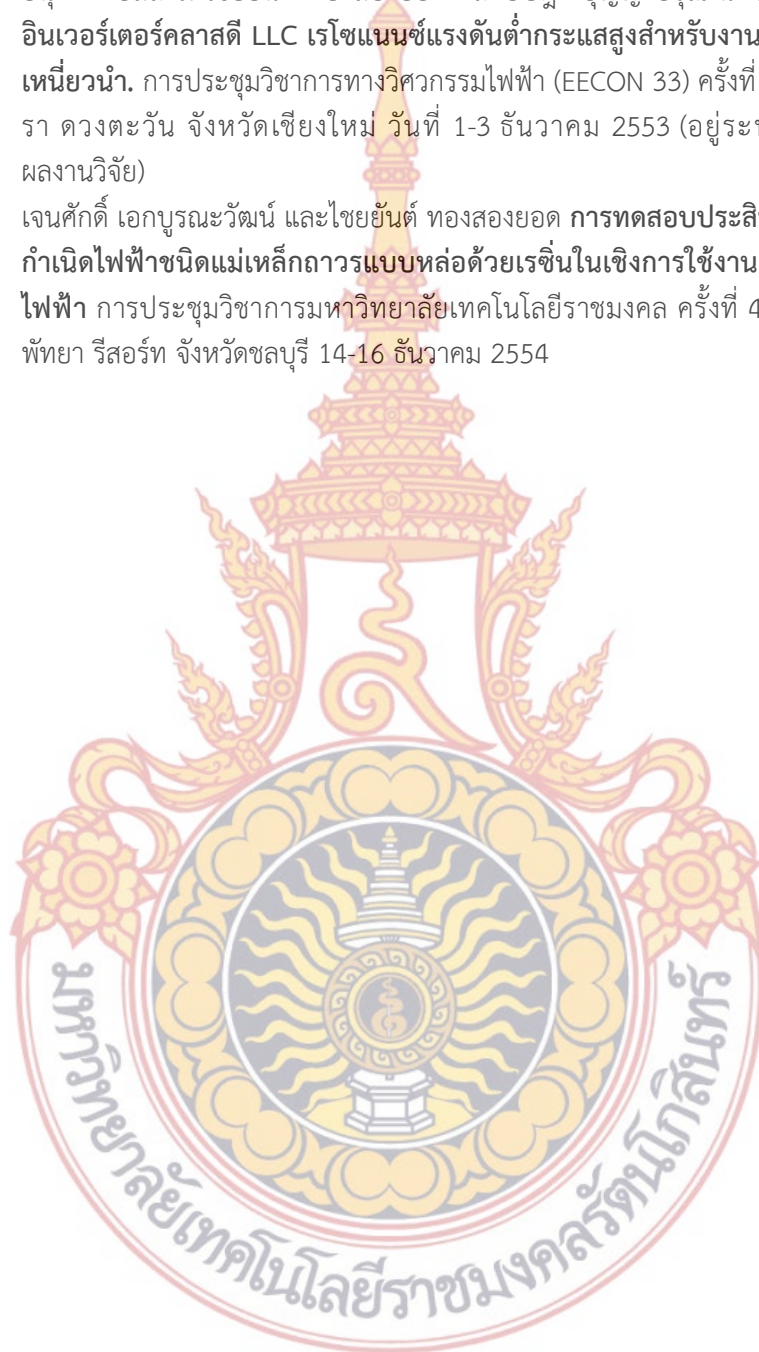 อินเวอร์เตอร์คลาสดี LLC เรโซแนนซ์แรงดันต่ำกระแสสูงสำหรับงาน
เหนี่ยวนำ. การประชุมวิชาการทางวิศวกรรมไฟฟ้า (EECON 33) ครั้งที่
รา ดวงตะวัน จังหวัดเชียงใหม่ วันที่ 1-3 ธันวาคม 2553 (อยู่ระ
ผลงานวิจัย)
เจนศักดิ์ เอกบูรณะวัฒน์ และไชยยันต์ ทองสองยอด การทดสอบประสิ
กำเนิดไฟฟ้าชนิดแม่เหล็กถาวรแบบหล่อด้วยเรซิ่นในเชิงการใช้งาน
ไฟฟ้า การประชุมวิชาการมหาวิทยาลัยเทคโนโลยีราชมงคล ครั้งที่ 4
พัทยา รีสอร์ท จังหวัดชลบุรี 14-16 ธันวาคม 2554
มหาวิทยาลัยเทคโนโลยีราชมงคลรัตนโกสินทร์